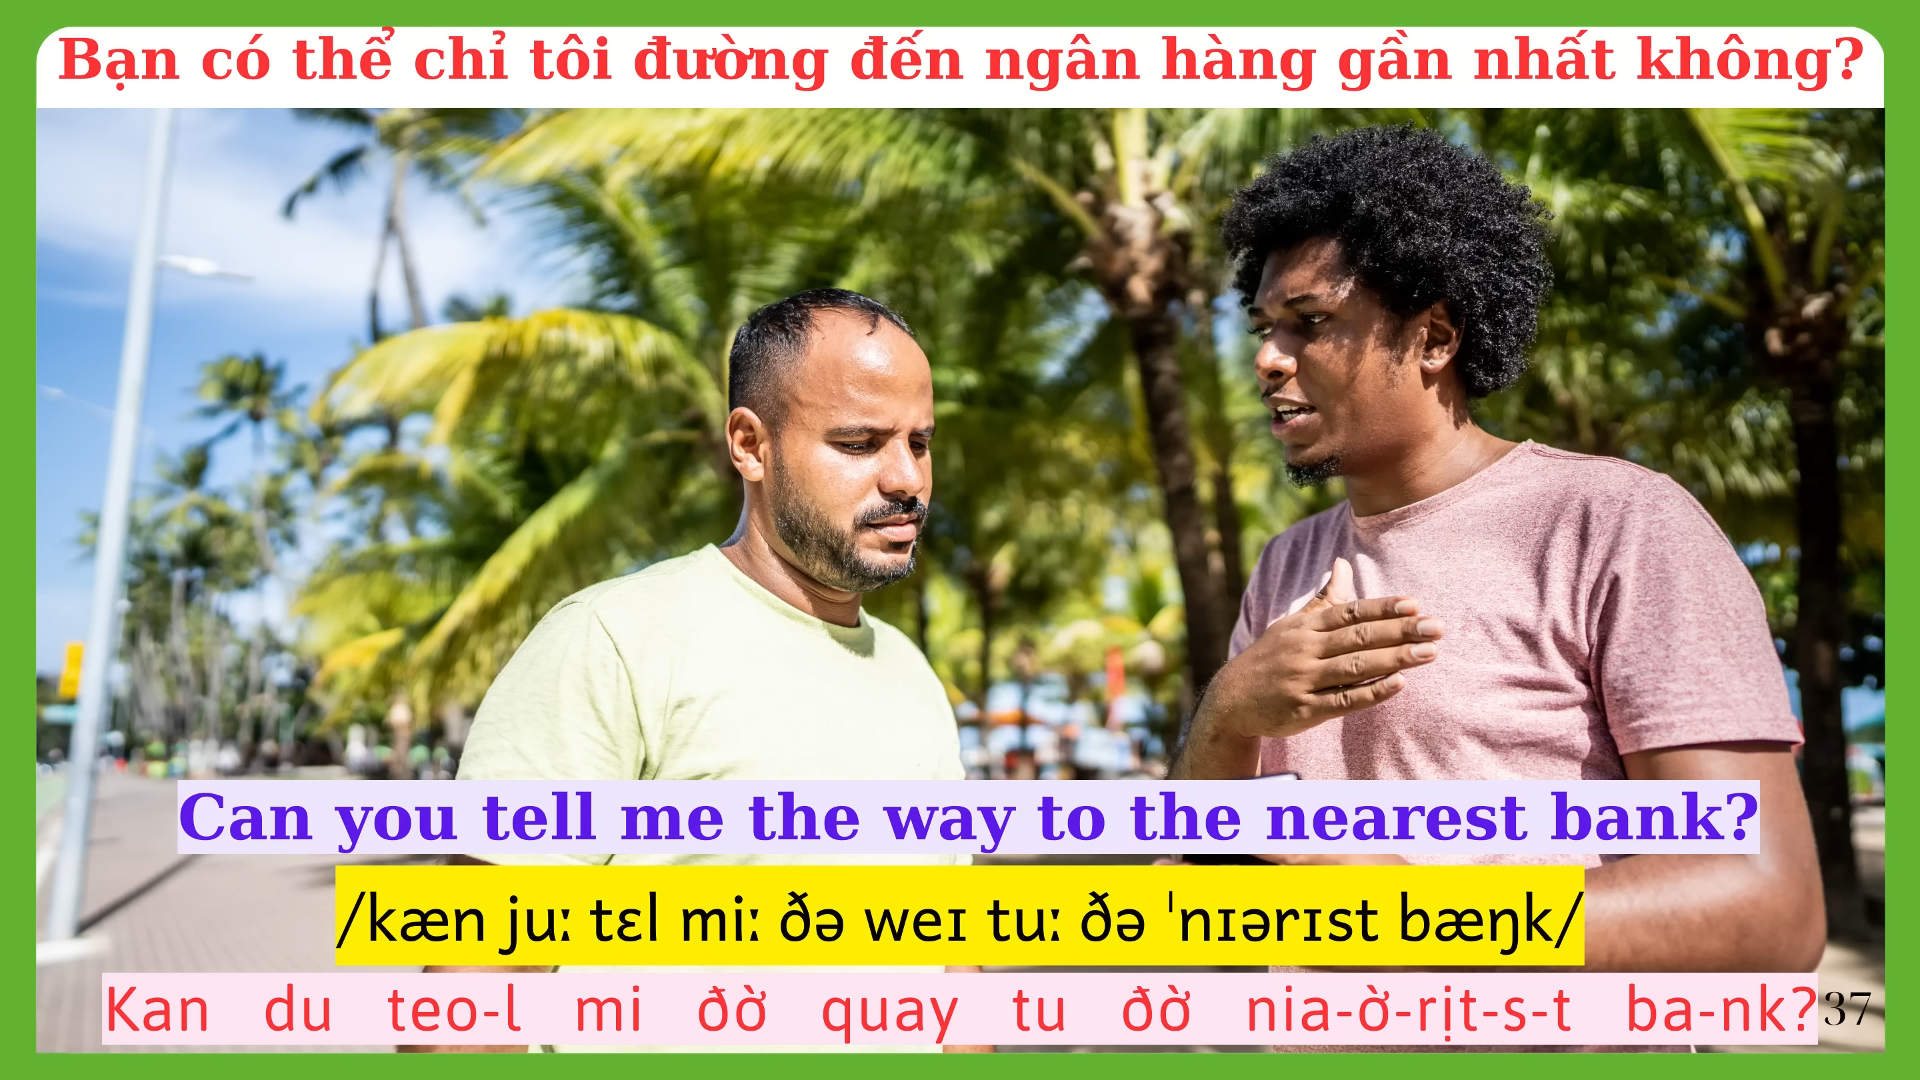 Bạn có thể chỉ tôi đường đến ngân hàng gần nhất không?
Can you tell me the way to the nearest bank?
/kæn juː tɛl miː ðə weɪ tuː ðə ˈnɪərɪst bæŋk/
Kan du teo-l mi đờ quay tu đờ nia-ờ-rịt-s-t ba-nk?
37